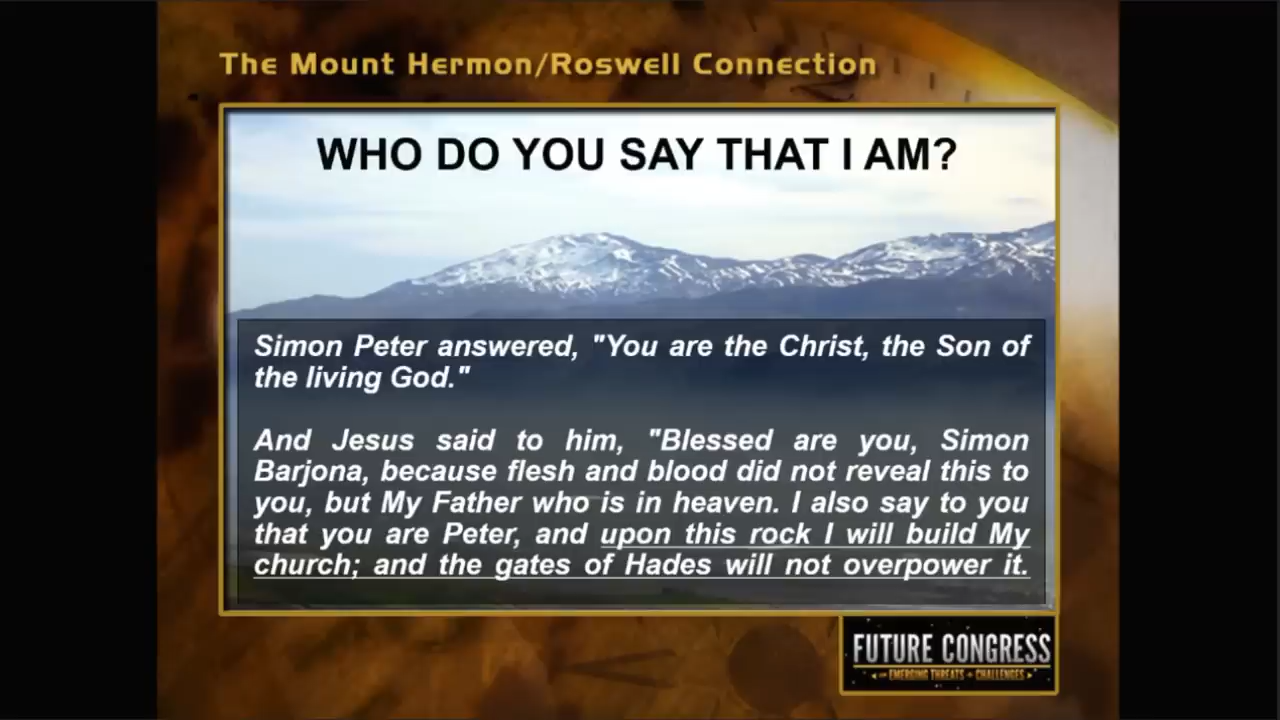 The Mount Hermon/Roswell Connection
WHO DO YOU SAY THAT I AM?
Simon Peter answered, "You are the Christ, the Son of
the living God."
And Jesus said to him, "Blessed are you, Simon
Barjona, because flesh and blood did not reveal this to
you, but My Father who is in heaven. I also say to you
that you are Peter, and upon this rock I will build My
church; and the gates of Hades will not overpower it.
FUTURE CONGRESS
EMERGING THREATS CHALLENGES